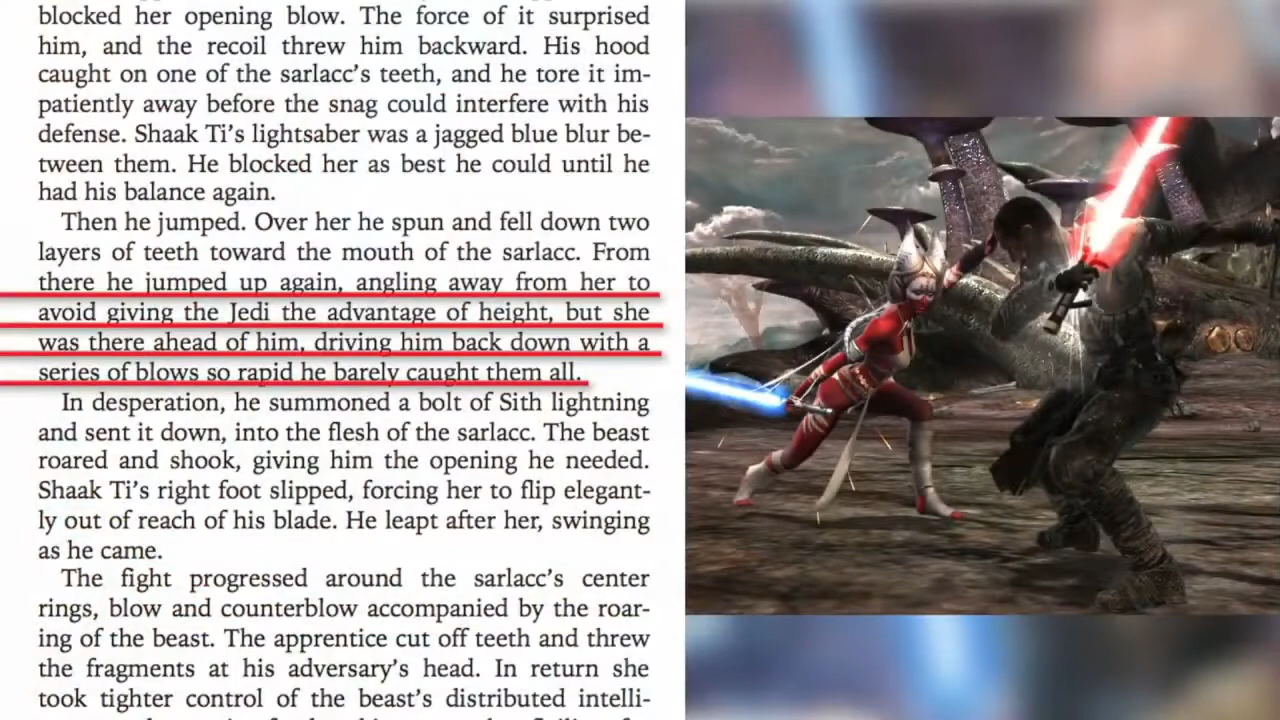 blocked her opening blow. The force of it surprised
him, and the recoil threw him backward. His hood
caught on one of the sarlacc's teeth, and he tore it im-
patiently away before the snag could interfere with his
defense. Shaak Ti's lightsaber was a jagged blue blur be-
tween them. He blocked her as best he could until he
had his balance again.
Then he jumped. Over her he spun and fell down two
layers of teeth toward the mouth of the sarlacc. From
there he jumped up again, angling away from her to
avoid giving the Jedi the advantage of height, but she
was there ahead of him, driving him back down with a
series of blows so rapid he barely caught them all.
In desperation, he summoned a bolt of Sith lightning
and sent it down, into the flesh of the sarlacc. The beast
roared and shook, giving him the opening he needed.
Shaak Ti's right foot slipped, forcing her to flip elegant-
ly out of reach of his blade. He leapt after her, swinging
as he came.
The fight progressed around the sarlacc's center
rings, blow and counterblow accompanied by the roar-
ing of the beast. The apprentice cut off teeth and threw
the fragments at his adversary's head. In return she
took tighter control of the beast's distributed intelli-